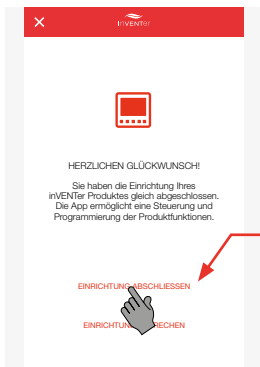 inVENTer
HERZLICHEN GLÜCKWUNSCH!
Sie haben die Einrichtung Ihres
inVENTer Produktes gleich abgeschlossen.
Die App ermöglicht eine Steuerung und
Programmierung der Produktfunktionen.
EINRICHTUNG ABSCHLIESSEN